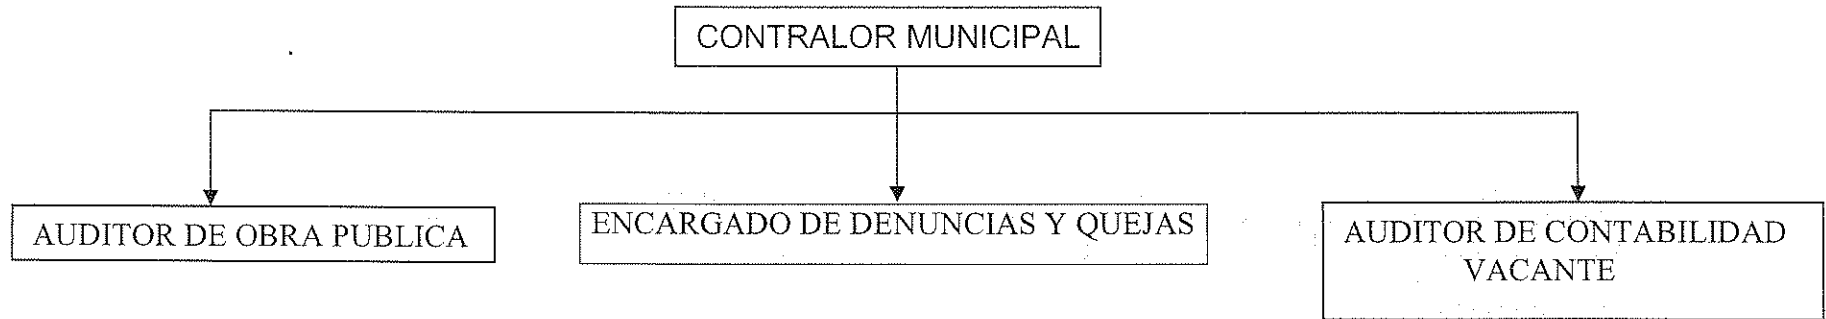 CONTRALOR MUNICIPAL
AUDITOR DE OBRA PUBLICA
ENCARGADO DE DENUNCIAS Y QUEJAS
AUDITOR DE CONTABILIDAD
VACANTE